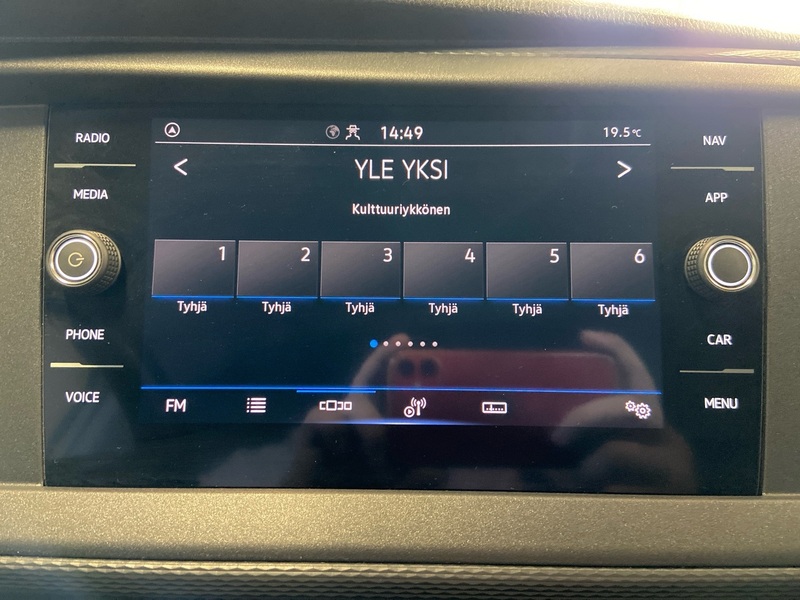 RADIO
MEDIA
PHONE
VOICE
14:49
19.5°C
< YLE YKSI >
Kulttuuriykkönen
1 2 3 4 5 6
Tyhjä Tyhjä Tyhjä Tyhjä Tyhjä Tyhjä
FM
NAV
APP
CAR
MENU